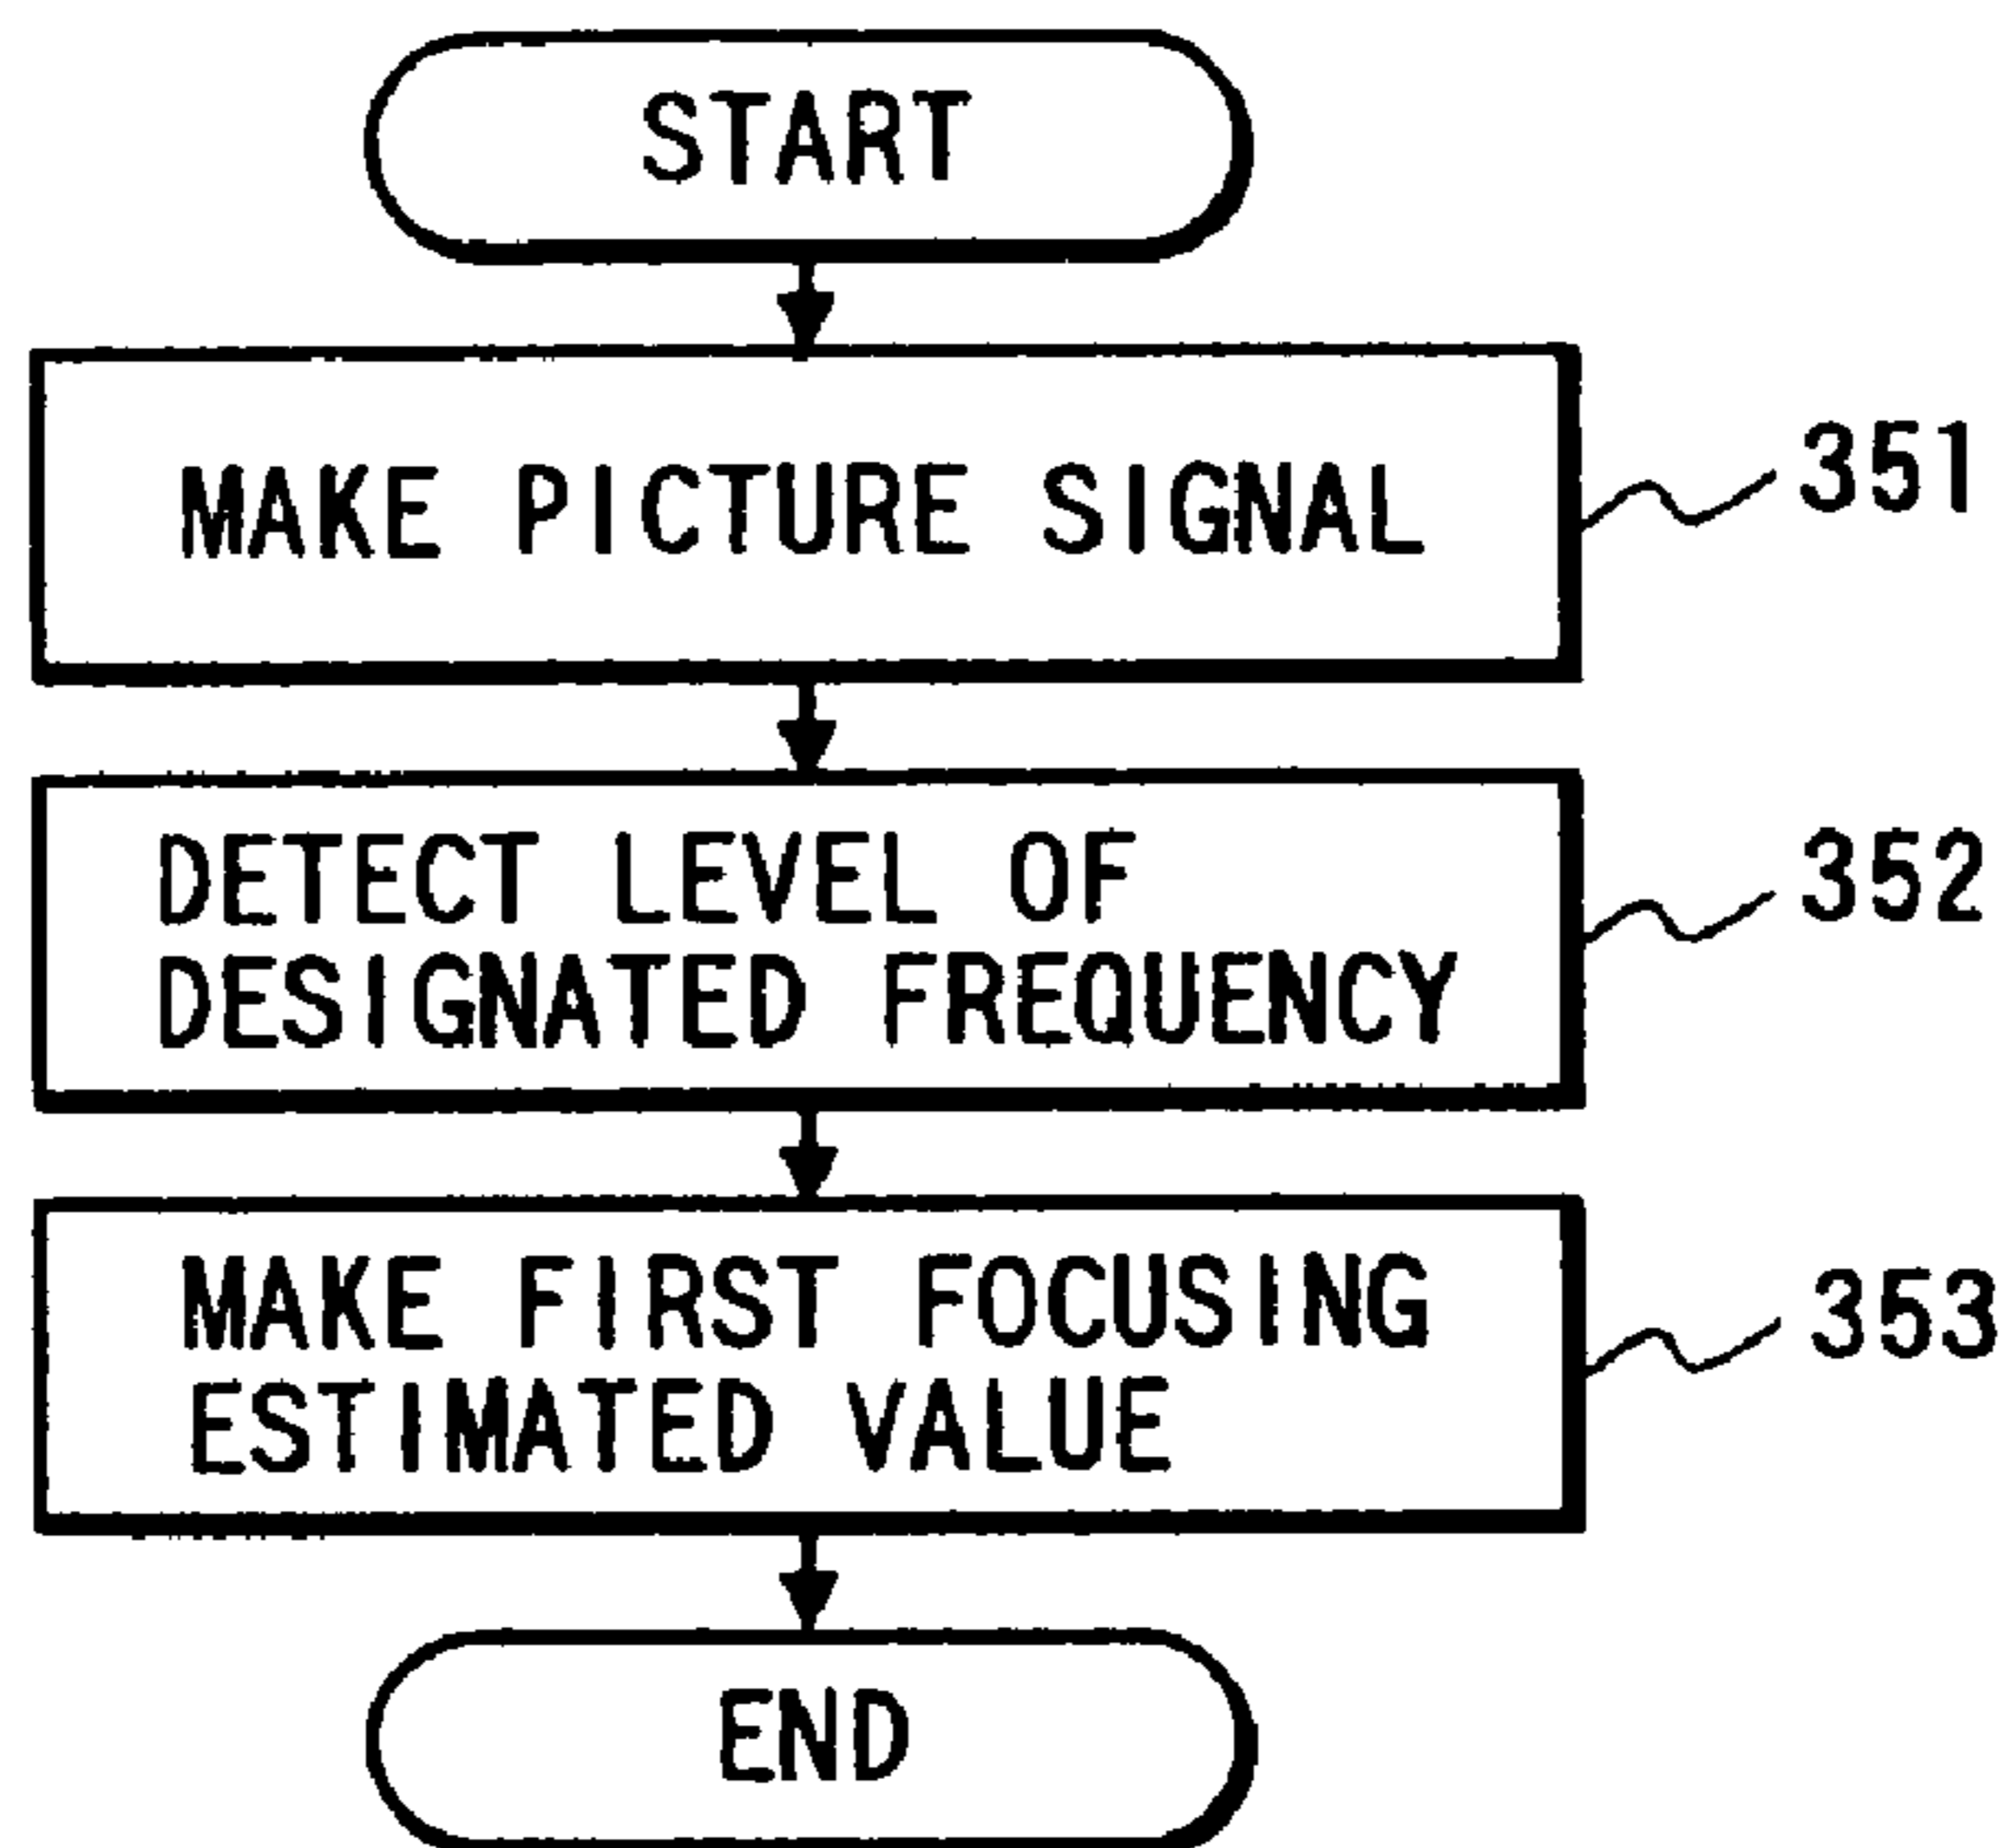 START
MAKE PICTURE SIGNAL
351
DETECT LEVEL OF
DESIGNATED FREQUENCY
352
MAKE FIRST FOCUSING
ESTIMATED VALUE
353
END